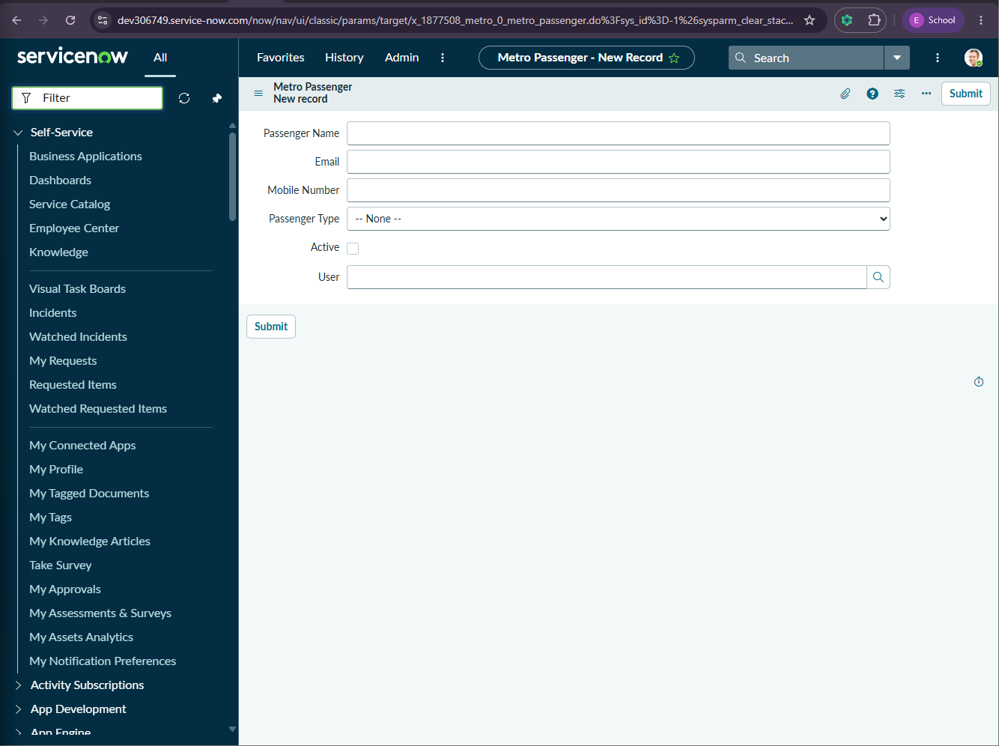 dev306749.service-now.com/now/nav/ui/classic/params/target/x_1877508_metro_0_metro_passenger.do%3Fsys_id%3D-1%26sysparm_clear_stac...
E School
servicenow
All
Favorites
History
Admin
Metro Passenger - New Record
Search
Filter
Metro Passenger
New record
Submit
Self-Service
Business Applications
Dashboards
Service Catalog
Employee Center
Knowledge
Visual Task Boards
Incidents
Watched Incidents
My Requests
Requested Items
Watched Requested Items
My Connected Apps
My Profile
My Tagged Documents
My Tags
My Knowledge Articles
Take Survey
My Approvals
My Assessments & Surveys
My Assets Analytics
My Notification Preferences
Activity Subscriptions
App Development
App Engine
Passenger Name
Email
Mobile Number
Passenger Type
-- None --
Active
User
Submit